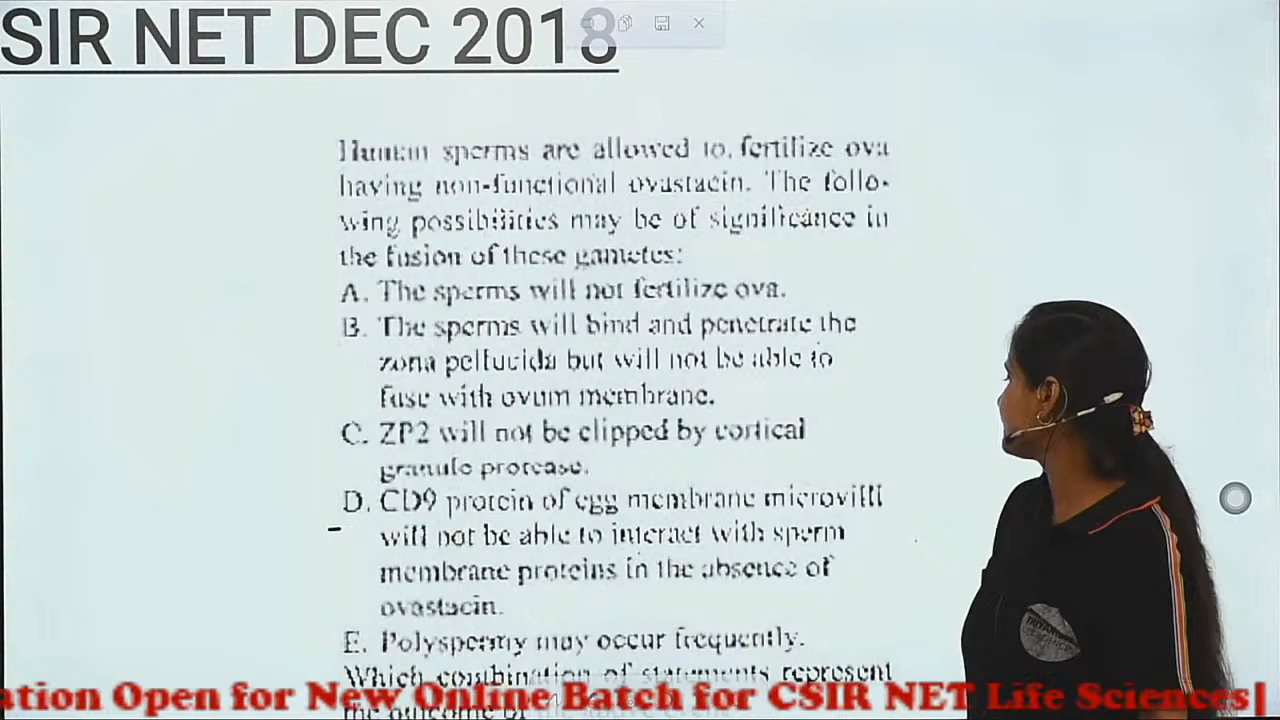 SIR NET DEC 2018
Human sperms are allowed to fertilize ova
having non-functional ovastacin. The follo-
wing possibilities may be of significance in
the fusion of these gametes:
A. The sperms will not fertilize ova.
B. The sperms will bind and penetrate the
zona pellucida but will not be able to
fuse with ovum membrane.
C. ZP2 will not be clipped by cortical
granule protease.
D. CD9 protein of egg membrane microvilli
will not be able to interact with sperm
membrane proteins in the absence of
ovastacin.
E. Polyspermy may occur frequently.
Which combination of statements represent
the outcome of
ation Open for New Online Batch for CSIR NET Life Sciences|